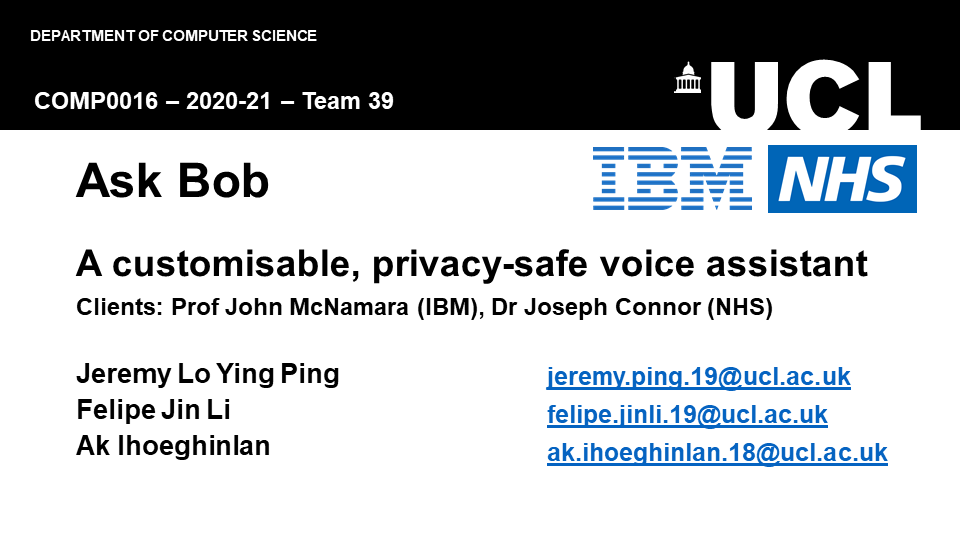 DEPARTMENT OF COMPUTER SCIENCE
COMP0016 – 2020-21 – Team 39
UCL
Ask Bob
IBM NHS
A customisable, privacy-safe voice assistant
Clients: Prof John McNamara (IBM), Dr Joseph Connor (NHS)
Jeremy Lo Ying Ping jeremy.ping.19@ucl.ac.uk
Felipe Jin Li felipe.jinli.19@ucl.ac.uk
Ak Ihoeghinlan ak.ihoeghinlan.18@ucl.ac.uk